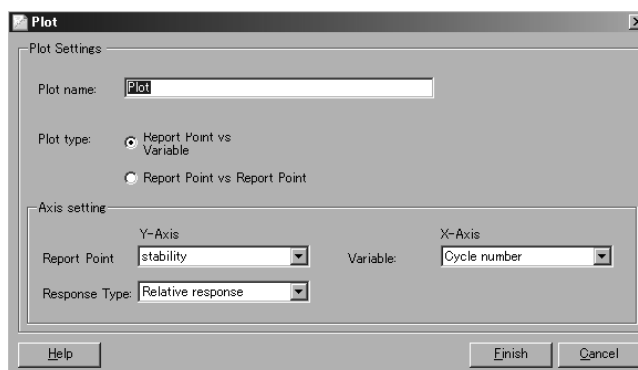 Plot
Plot Settings
Plot name: Plot
Plot type: Report Point vs
Variable
Report Point vs Report Point
Axis setting
Y-Axis X-Axis
Report Point stability Variable: Cycle number
Response Type: Relative response
Help Finish Cancel